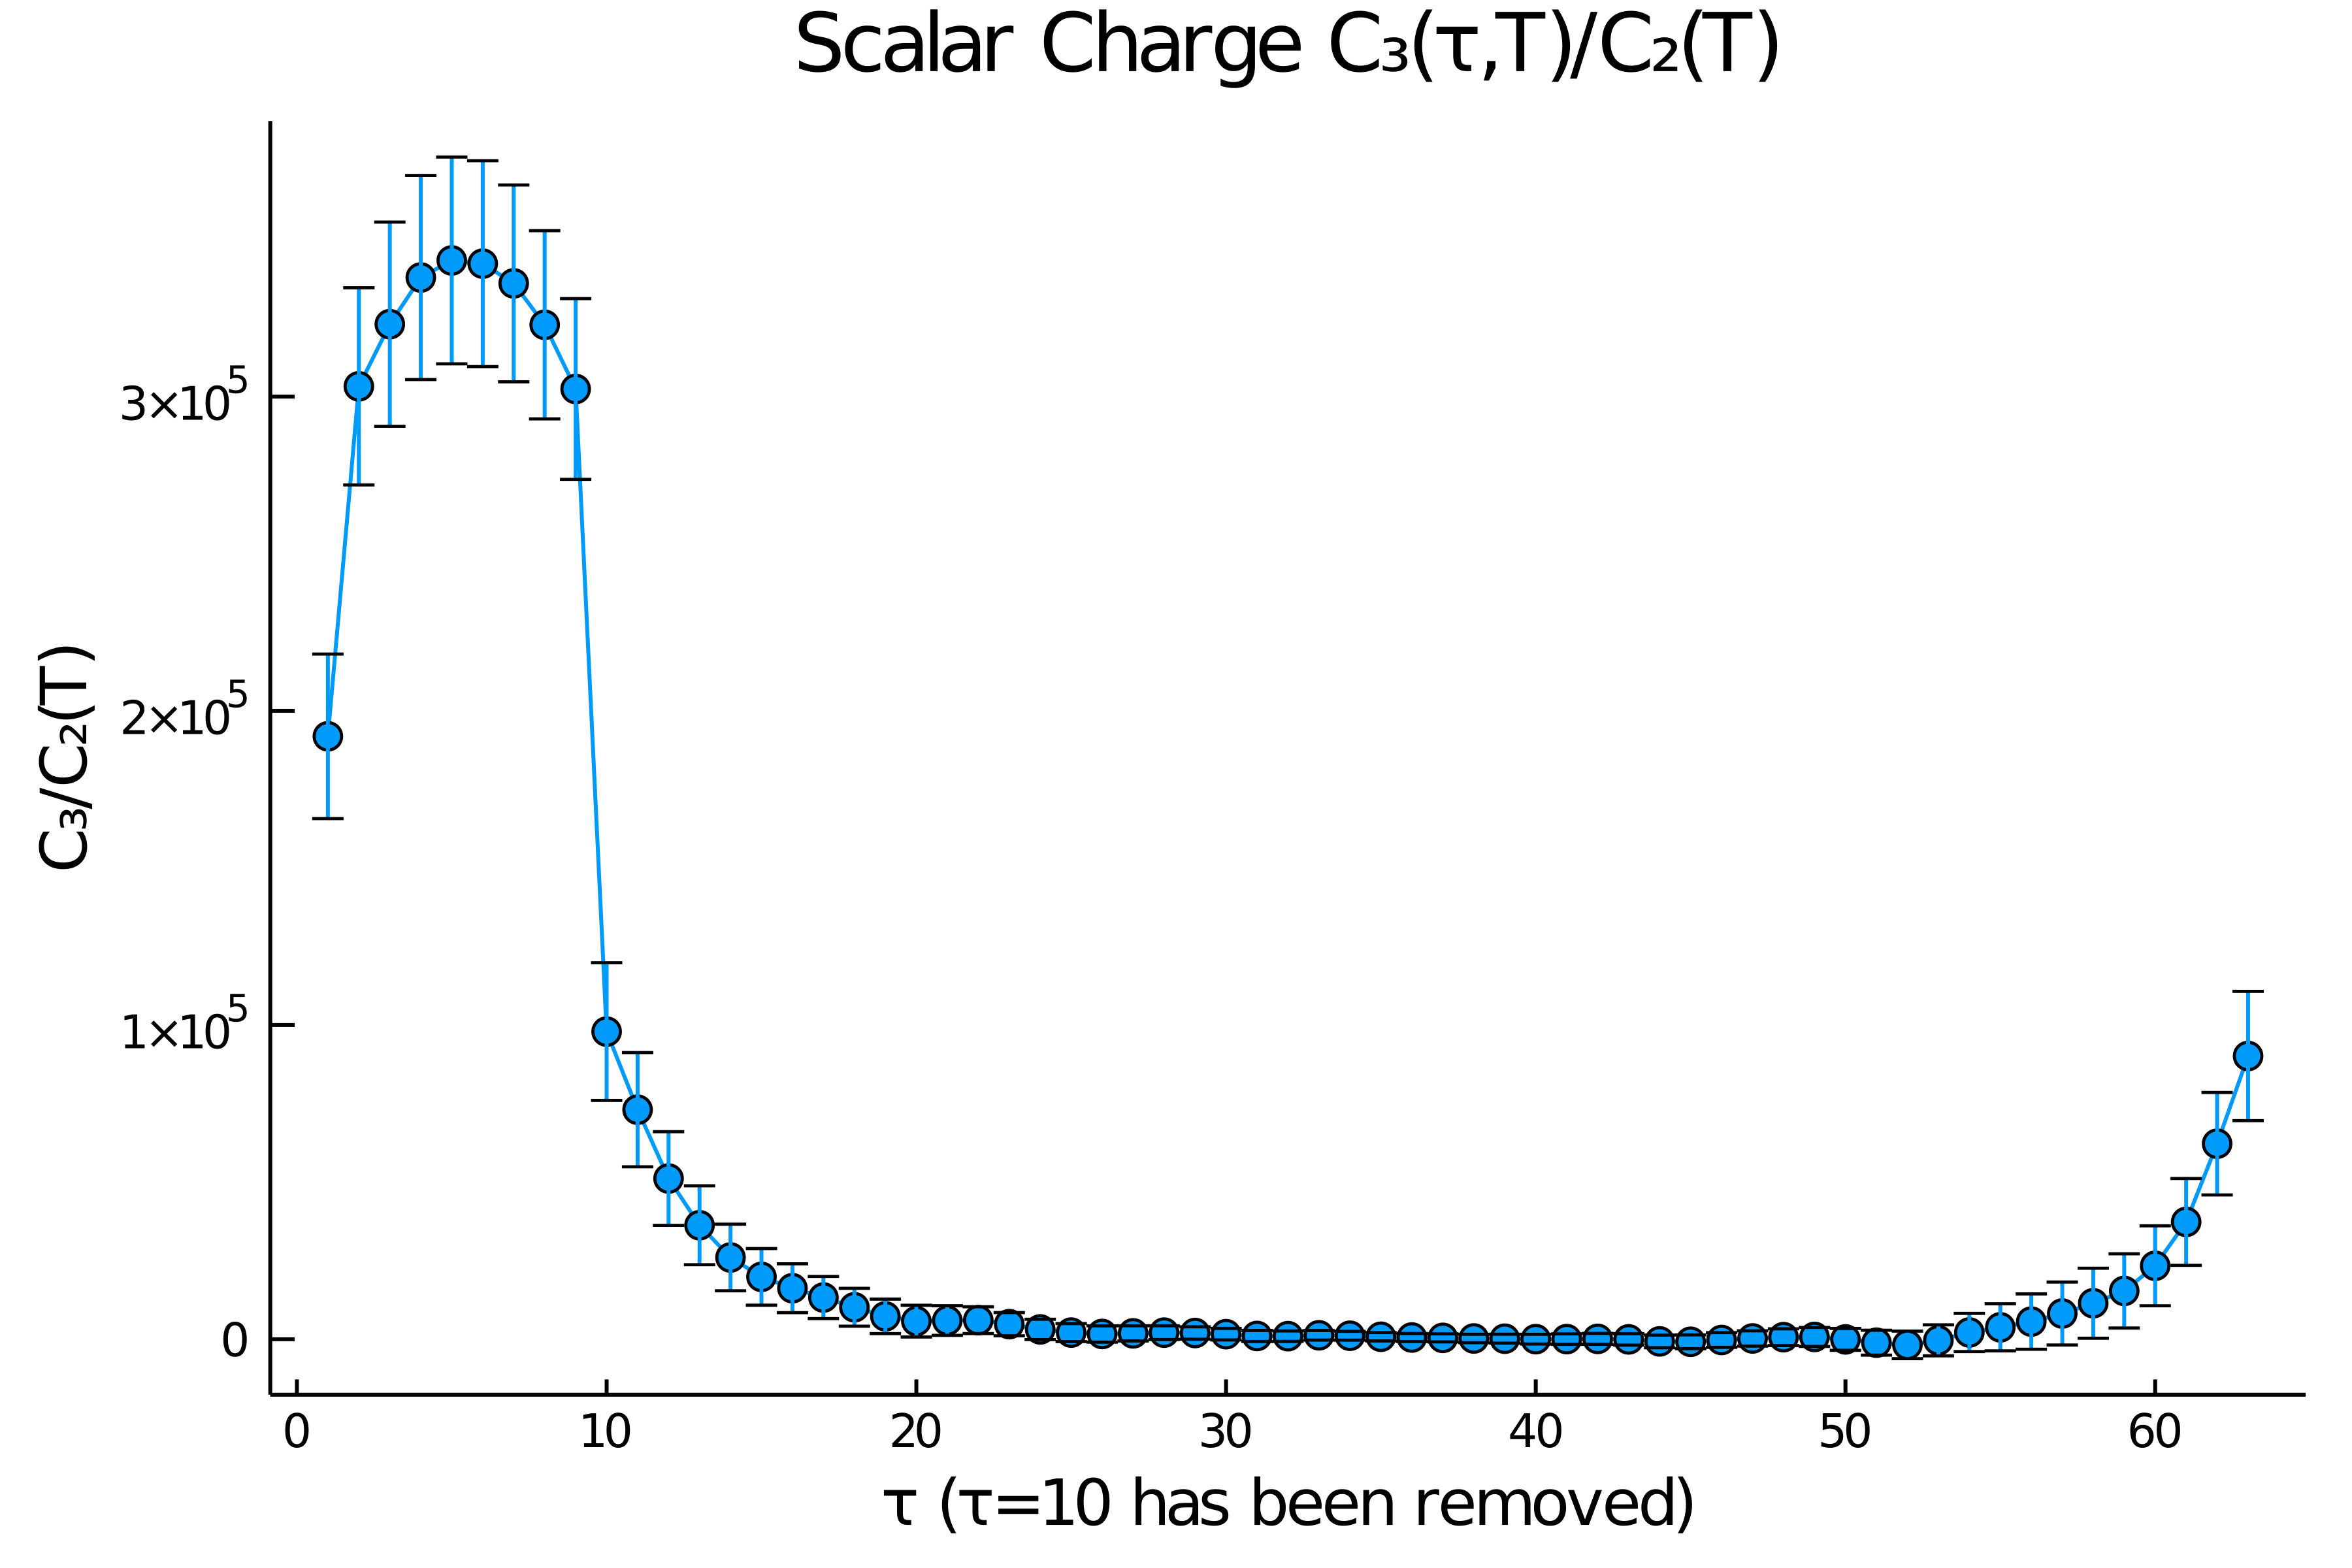 Scalar Charge C₃(τ,T)/C₂(T)
C₃/C₂(T)
3×10⁵
2×10⁵
1×10⁵
0
0 10 20 30 40 50 60
τ (τ=10 has been removed)